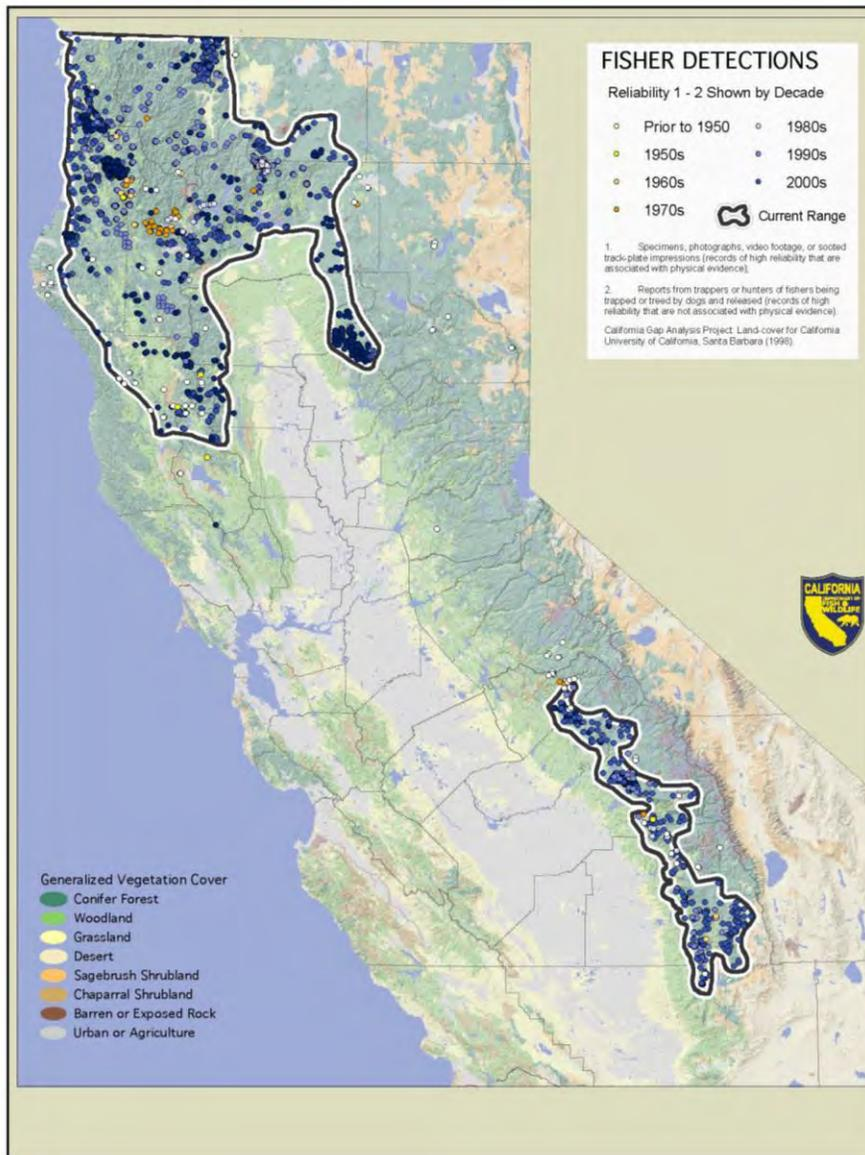 FISHER DETECTIONS
Reliability 1 - 2 Shown by Decade
Prior to 1950
1950s
1960s
1970s
1980s
1990s
2000s
Current Range
1. Specimens, photographs, video footage, or sooted
track-plate impressions (records of high reliability that are
associated with physical evidence);
2. Reports from trappers or hunters of fishers being
trapped or treed by dogs and released (records of high
reliability that are not associated with physical evidence).
California Gap Analysis Project: Land-cover for California
University of California, Santa Barbara (1998).
CALIFORNIA
DEPARTMENT OF
FISH &
WILDLIFE
Generalized Vegetation Cover
Conifer Forest
Woodland
Grassland
Desert
Sagebrush Shrubland
Chaparral Shrubland
Barren or Exposed Rock
Urban or Agriculture